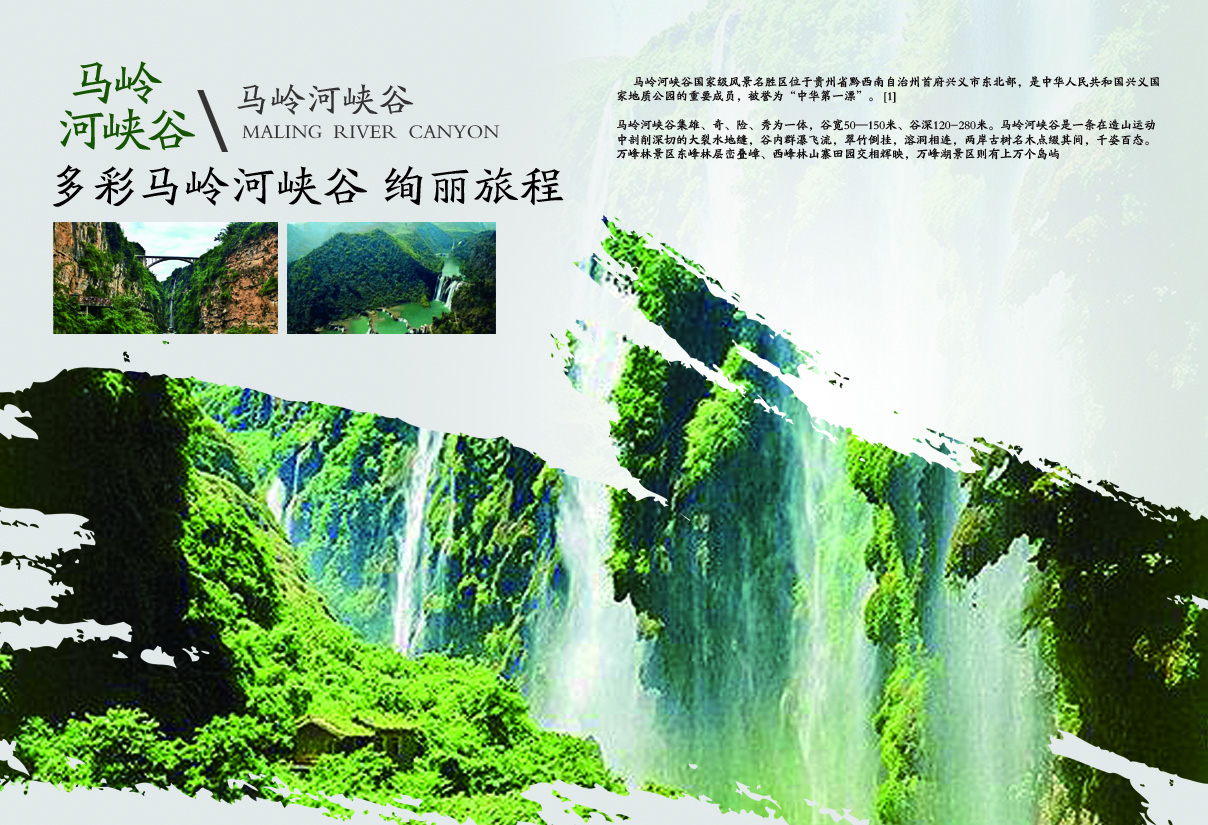 马岭
河峡谷
马岭河峡谷
MALING RIVER CANYON
多彩马岭河峡谷 绚丽旅程
马岭河峡谷国家级风景名胜区位于贵州省黔西南自治州首府兴义市东北部，是中华人民共和国兴义国
家地质公园的重要成员，被誉为“中华第一漂”。 [1]
马岭河峡谷集雄、奇、险、秀为一体，谷宽50—150米、谷深120-280米。马岭河峡谷是一条在造山运动
中剖削深切的大裂水地缝，谷内群瀑飞流，翠竹倒挂，溶洞相连，两岸古树名木点缀其间，千姿百态。
万峰林景区东峰林层峦叠嶂、西峰林山寨田园交相辉映，万峰湖景区则有上万个岛屿